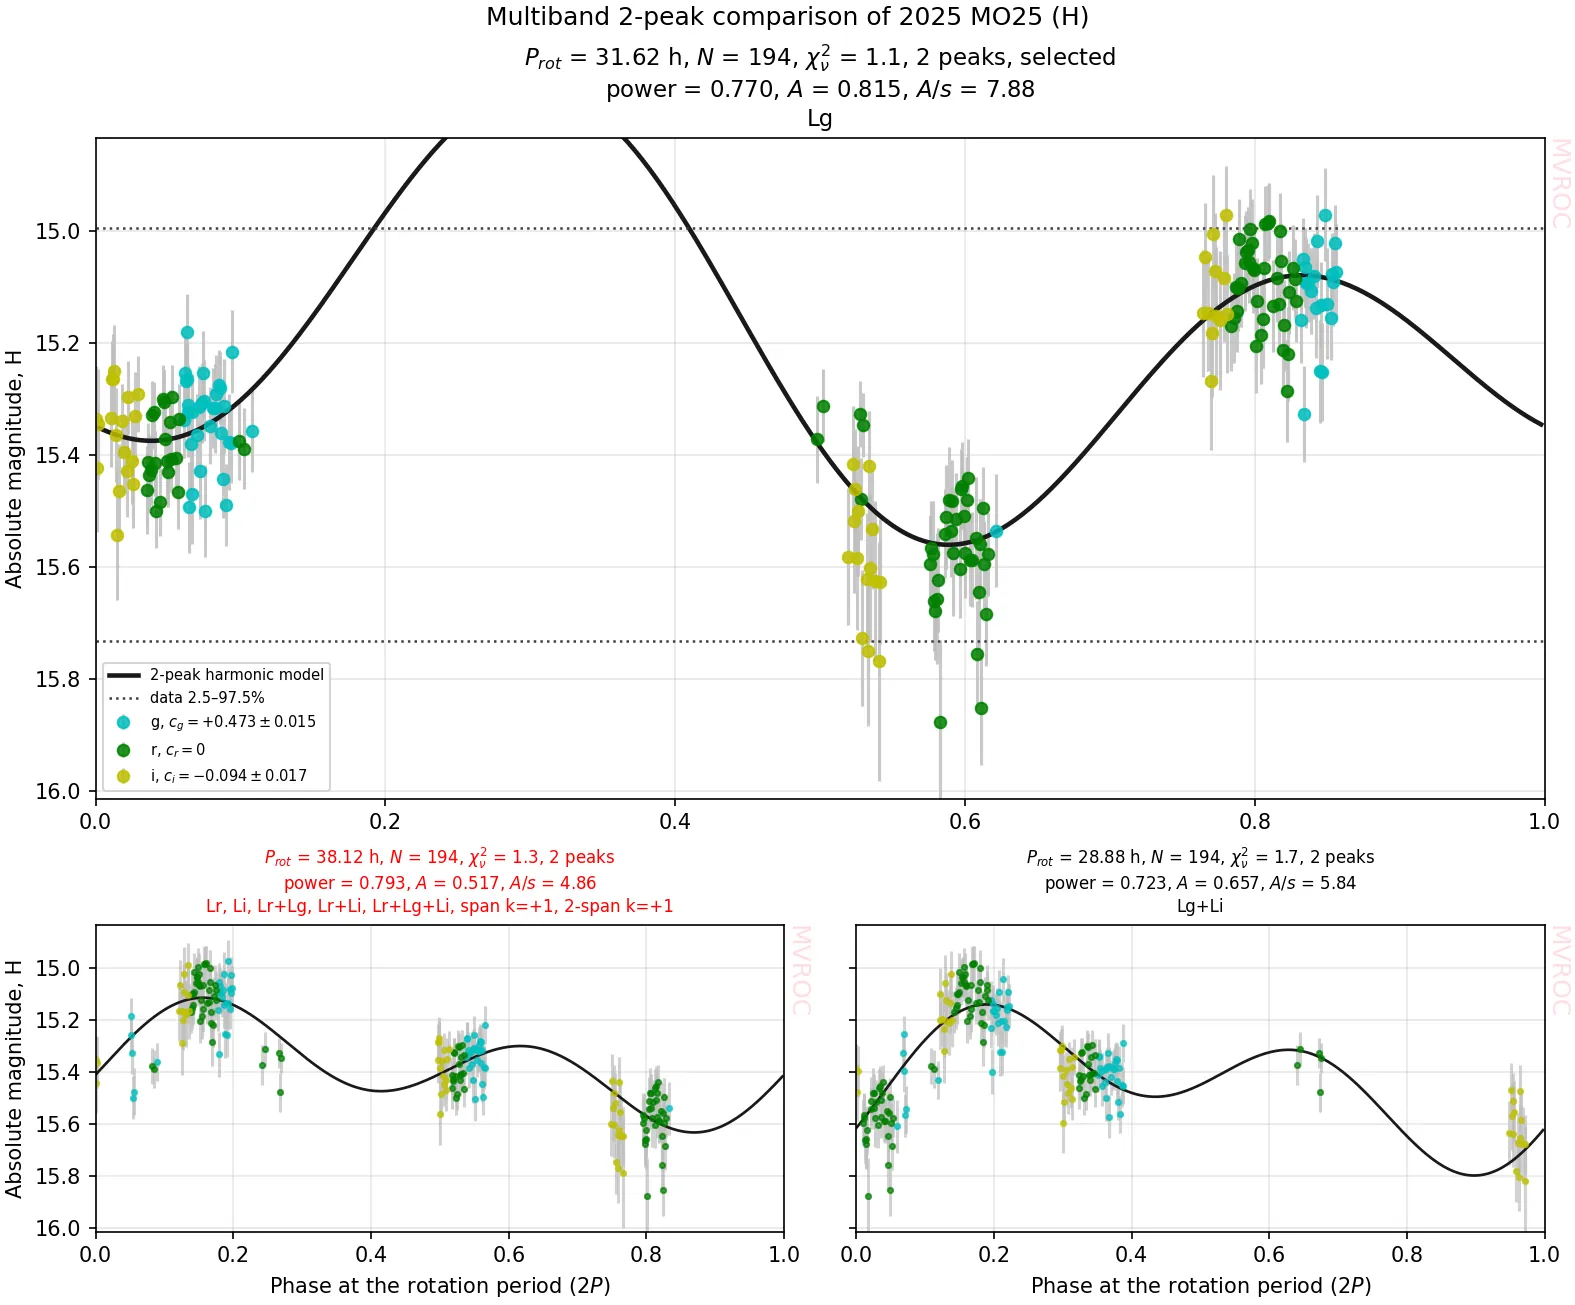 Multiband 2-peak comparison of 2025 MO25 (H)
P_rot = 31.62 h, N = 194, χ²_ν = 1.1, 2 peaks, selected
power = 0.770, A = 0.815, A/s = 7.88
Lg
MVROC
Absolute magnitude, H
15.0
15.2
15.4
15.6
15.8
16.0
2-peak harmonic model
data 2.5–97.5%
g, c_g = +0.473 ± 0.015
r, c_r = 0
i, c_i = −0.094 ± 0.017
0.0 0.2 0.4 0.6 0.8 1.0
P_rot = 38.12 h, N = 194, χ²_ν = 1.3, 2 peaks
power = 0.793, A = 0.517, A/s = 4.86
Lr, Li, Lr+Lg, Lr+Li, Lr+Lg+Li, span k=+1, 2-span k=+1
MVROC
Absolute magnitude, H
15.0
15.2
15.4
15.6
15.8
16.0
0.0 0.2 0.4 0.6 0.8 1.0
Phase at the rotation period (2P)
P_rot = 28.88 h, N = 194, χ²_ν = 1.7, 2 peaks
power = 0.723, A = 0.657, A/s = 5.84
Lg+Li
MVROC
0.0 0.2 0.4 0.6 0.8 1.0
Phase at the rotation period (2P)